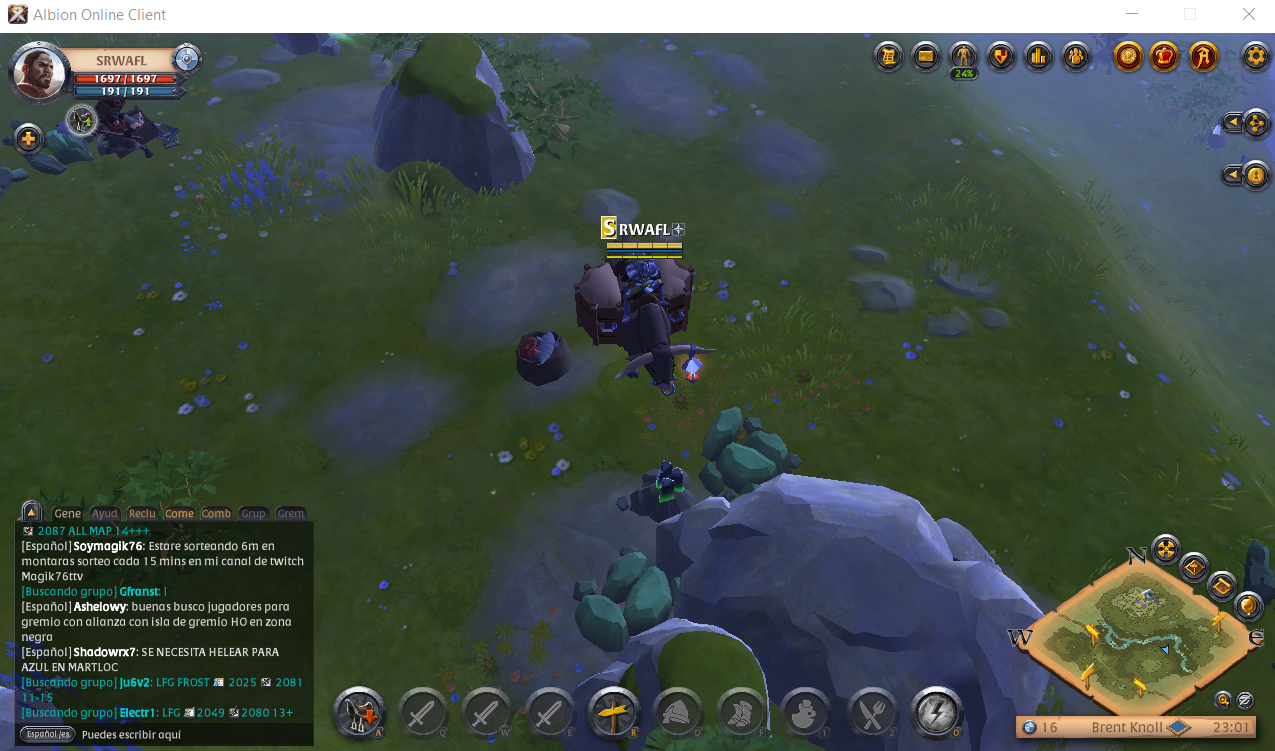 Albion Online Client
SRWAFL
1697 / 1697
191 / 191
24%
SRWAFL
Gene Ayud Reclu Come Comb Grup Grem
2087 ALL MAP 14+++
[Español] Soymagik76: Estare sorteando 6m en
montaras sorteo cada 15 mins en mi canal de twitch
Magik76ttv
[Buscando grupo] Gfranst: l
[Español] Ashelowy: buenas busco jugadores para
gremio con alianza con isla de gremio HO en zona
negra
[Español] Shadowrx7: SE NECESITA HELEAR PARA
AZUL EN MARTLOC
[Buscando grupo] Ju6v2: LFG FROST 2025 2081
11-15
[Buscando grupo] Electr1: LFG 2049 2080 13+
Español /es Puedes escribir aquí
A Q W E R D F 1 2 O
N
W
E
16 Brent Knoll 23:01